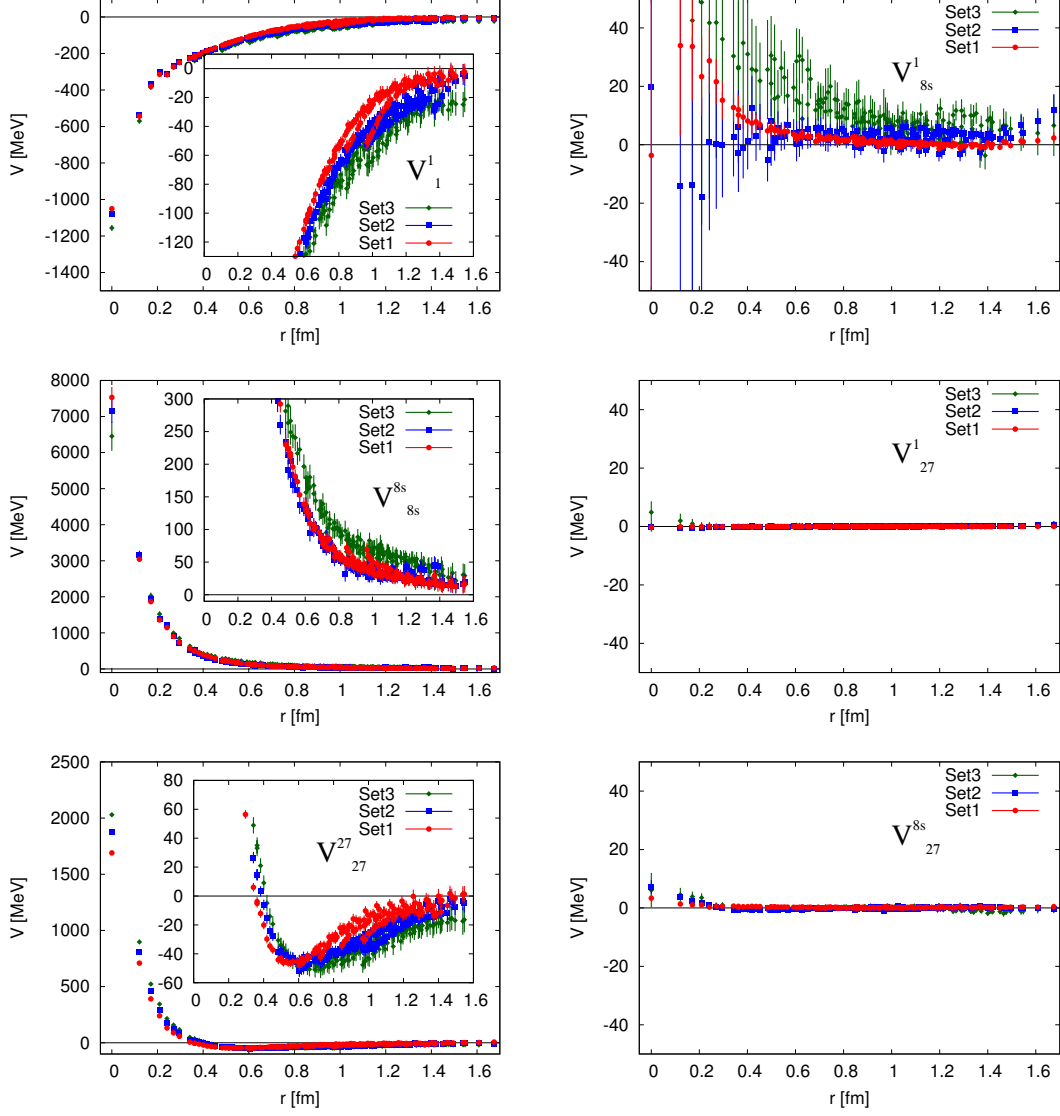 0
-200
-400
-600
-800
-1000
-1200
-1400
V [MeV]
0 0.2 0.4 0.6 0.8 1 1.2 1.4 1.6
r [fm]
0
-20
-40
-60
-80
-100
-120
0 0.2 0.4 0.6 0.8 1 1.2 1.4 1.6
V^1_1
Set3
Set2
Set1
40
20
0
-20
-40
V [MeV]
0 0.2 0.4 0.6 0.8 1 1.2 1.4 1.6
r [fm]
V^1_8s
Set3
Set2
Set1
8000
7000
6000
5000
4000
3000
2000
1000
0
V [MeV]
0 0.2 0.4 0.6 0.8 1 1.2 1.4 1.6
r [fm]
300
250
200
150
100
50
0
0 0.2 0.4 0.6 0.8 1 1.2 1.4 1.6
Set3
Set2
Set1
V^8s_8s
40
20
0
-20
-40
V [MeV]
0 0.2 0.4 0.6 0.8 1 1.2 1.4 1.6
r [fm]
Set3
Set2
Set1
V^1_27
2500
2000
1500
1000
500
0
V [MeV]
0 0.2 0.4 0.6 0.8 1 1.2 1.4 1.6
r [fm]
80
60
40
20
0
-20
-40
-60
0 0.2 0.4 0.6 0.8 1 1.2 1.4 1.6
Set3
Set2
Set1
V^27_27
40
20
0
-20
-40
V [MeV]
0 0.2 0.4 0.6 0.8 1 1.2 1.4 1.6
r [fm]
Set3
Set2
Set1
V^8s_27